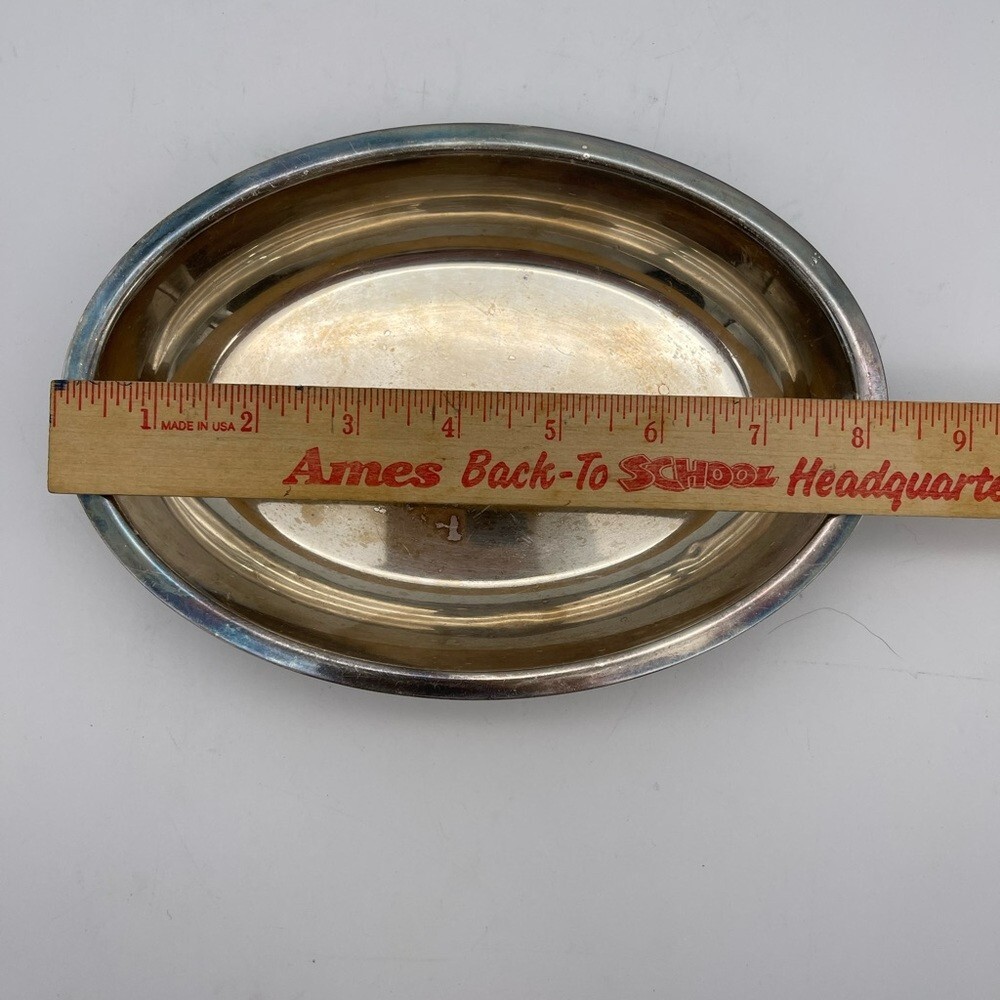 1 MADE IN USA 2 3 4 5 6 7 8 9
Ames Back-To SCHOOL Headquarte